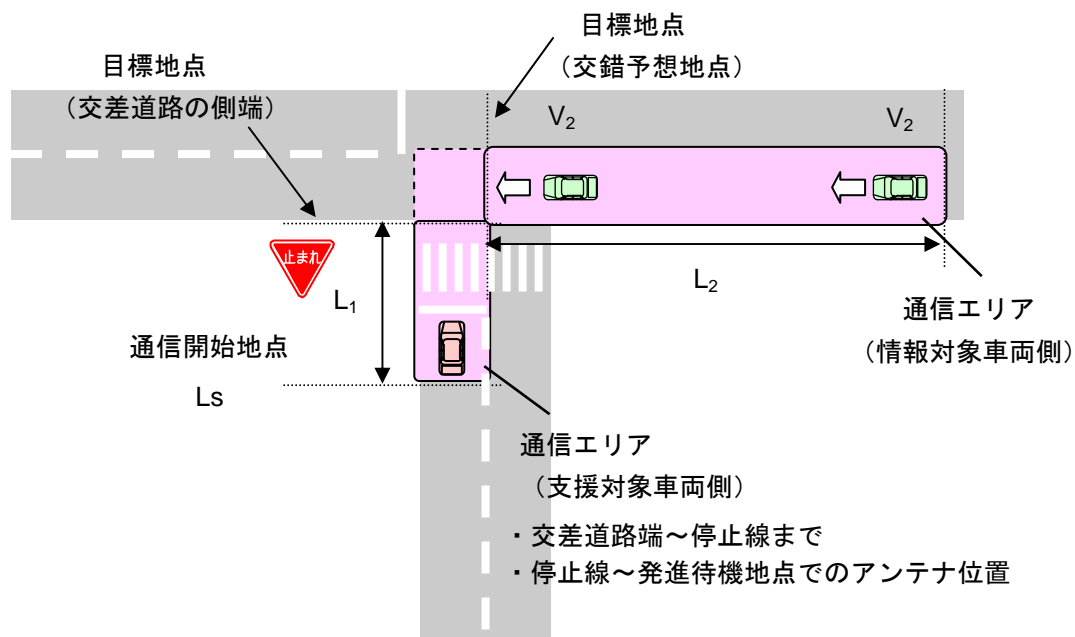 目標地点
（交錯予想地点）
目標地点
（交差道路の側端）
V₂
V₂
止まれ
L₁
L₂
通信エリア
（情報対象車両側）
通信開始地点
Ls
通信エリア
（支援対象車両側）
・交差道路端～停止線まで
・停止線～発進待機地点でのアンテナ位置